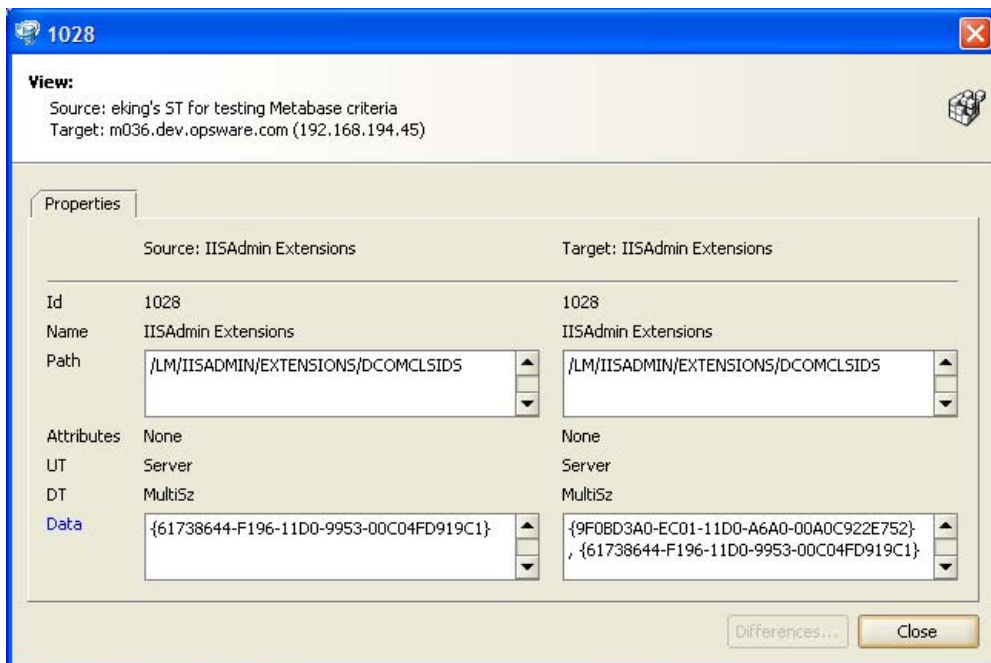 1028
View:
Source: eking's ST for testing Metabase criteria
Target: m036.dev.opsware.com (192.168.194.45)
Properties
Source: IISAdmin Extensions Target: IISAdmin Extensions
Id 1028 1028
Name IISAdmin Extensions IISAdmin Extensions
Path /LM/IISADMIN/EXTENSIONS/DCOMCLSIDS /LM/IISADMIN/EXTENSIONS/DCOMCLSIDS
Attributes None None
UT Server Server
DT MultiSz MultiSz
Data {61738644-F196-11D0-9953-00C04FD919C1} {9F0BD3A0-EC01-11D0-A6A0-00A0C922E752}
, {61738644-F196-11D0-9953-00C04FD919C1}
Differences... Close